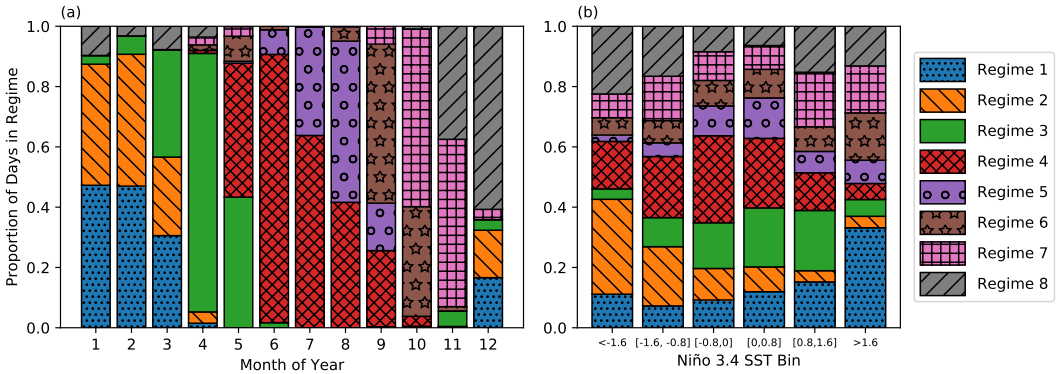 (a)
(b)
Proportion of Days in Regime
1.0
0.8
0.6
0.4
0.2
0.0
1 2 3 4 5 6 7 8 9 10 11 12
Month of Year
1.0
0.8
0.6
0.4
0.2
0.0
<-1.6 [-1.6, -0.8] [-0.8,0] [0,0.8] [0.8,1.6] >1.6
Niño 3.4 SST Bin
Regime 1
Regime 2
Regime 3
Regime 4
Regime 5
Regime 6
Regime 7
Regime 8